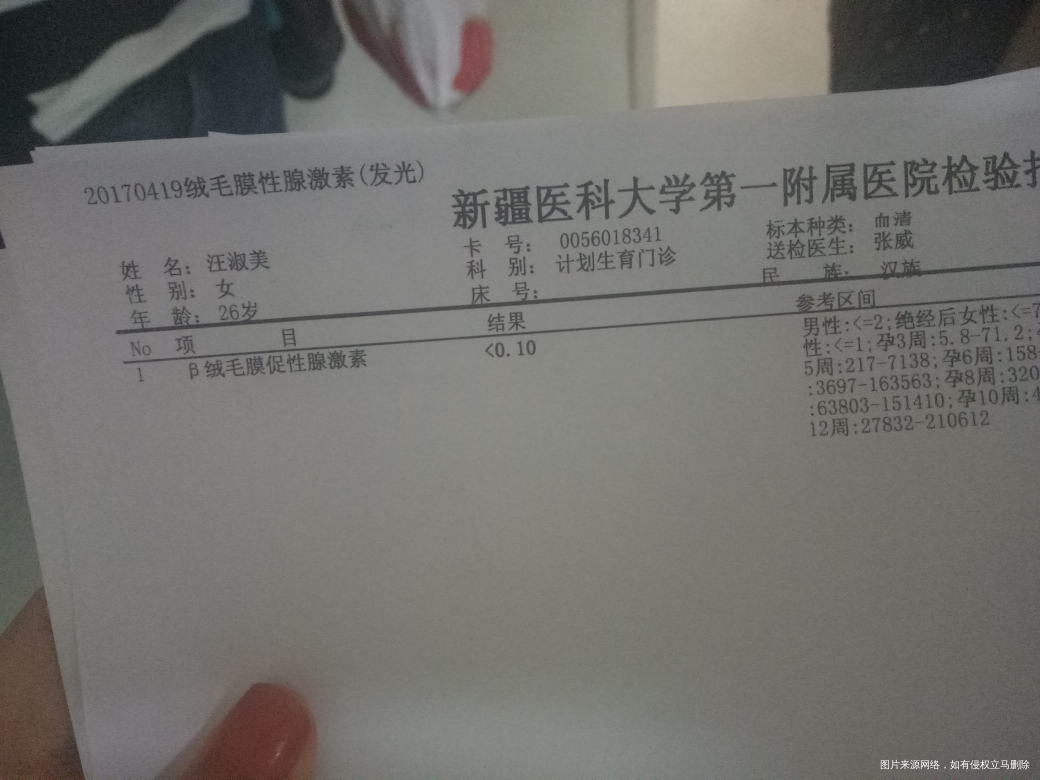 20170419绒毛膜性腺激素(发光)
新疆医科大学第一附属医院检验
姓 名: 汪淑美 卡 号: 0056018341 标本种类: 血清
性 别: 女 科 别: 计划生育门诊 送检医生: 张威
年 龄: 26岁 床 号: 民 族: 汉族
No 项 目 结果 参考区间
1 β绒毛膜促性腺激素 <0.10 男性:<=2;绝经后女性:<=7
性:<=1;孕3周:5.8-71.2;
5周:217-7138;孕6周:158-
:3697-163563;孕8周:320
:63803-151410;孕10周:4
12周:27832-210612
图片来源网络，如有侵权立马删除